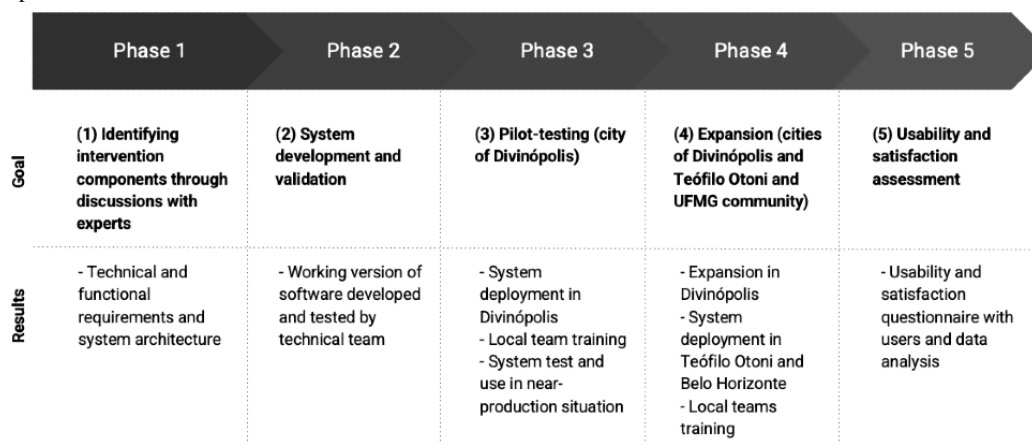 Phase 1
Phase 2
Phase 3
Phase 4
Phase 5
Goal
(1) Identifying
intervention
components through
discussions with
experts
(2) System
development and
validation
(3) Pilot-testing (city
of Divinópolis)
(4) Expansion (cities
of Divinópolis and
Teófilo Otoni and
UFMG community)
(5) Usability and
satisfaction
assessment
Results
- Technical and
functional
requirements and
system architecture
- Working version of
software developed
and tested by
technical team
- System
deployment in
Divinópolis
- Local team training
- System test and
use in near-
production situation
- Expansion in
Divinópolis
- System
deployment in
Teófilo Otoni and
Belo Horizonte
- Local teams
training
- Usability and
satisfaction
questionnaire with
users and data
analysis